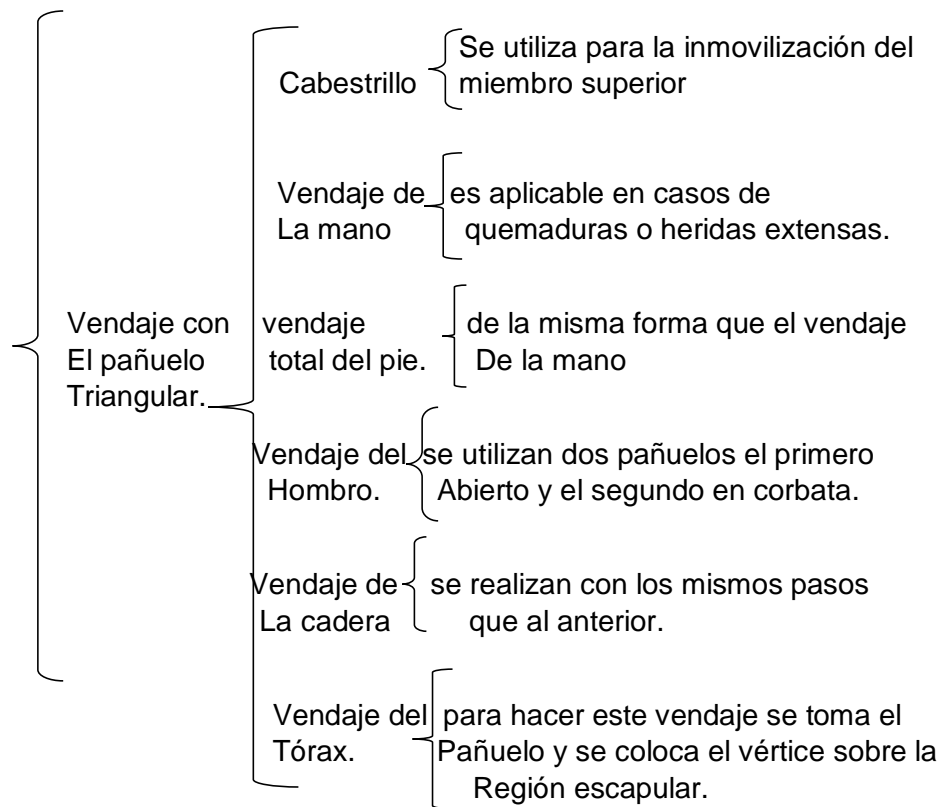 Se utiliza para la inmovilización del
Cabestrillo miembro superior
Vendaje de es aplicable en casos de
La mano quemaduras o heridas extensas.
Vendaje con vendaje de la misma forma que el vendaje
El pañuelo total del pie. De la mano
Triangular.
Vendaje del se utilizan dos pañuelos el primero
Hombro. Abierto y el segundo en corbata.
Vendaje de se realizan con los mismos pasos
La cadera que al anterior.
Vendaje del para hacer este vendaje se toma el
Tórax. Pañuelo y se coloca el vértice sobre la
Región escapular.